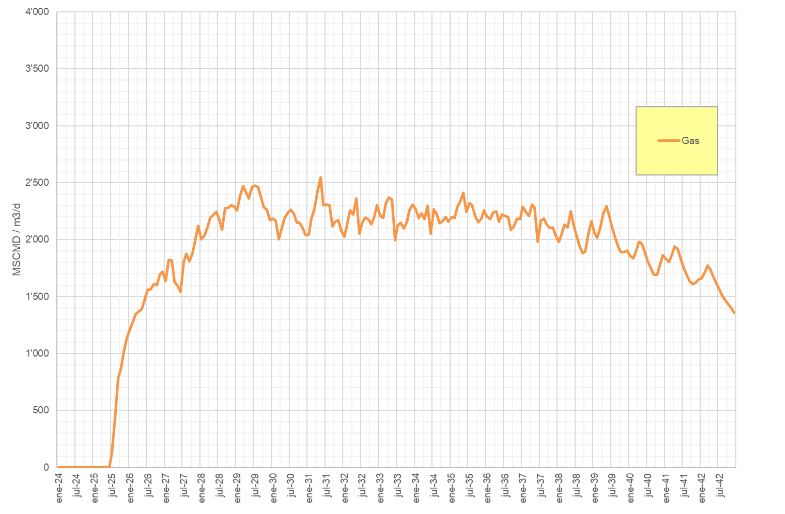 4'000
3'500
3'000
2'500
2'000
1'500
1'000
500
0
MSCWD / m3/d
Gas
ene-24
jul-24
ene-25
jul-25
ene-26
jul-26
ene-27
jul-27
ene-28
jul-28
ene-29
jul-29
ene-30
jul-30
ene-31
jul-31
ene-32
jul-32
ene-33
jul-33
ene-34
jul-34
ene-35
jul-35
ene-36
jul-36
ene-37
jul-37
ene-38
jul-38
ene-39
jul-39
ene-40
jul-40
ene-41
jul-41
ene-42
jul-42